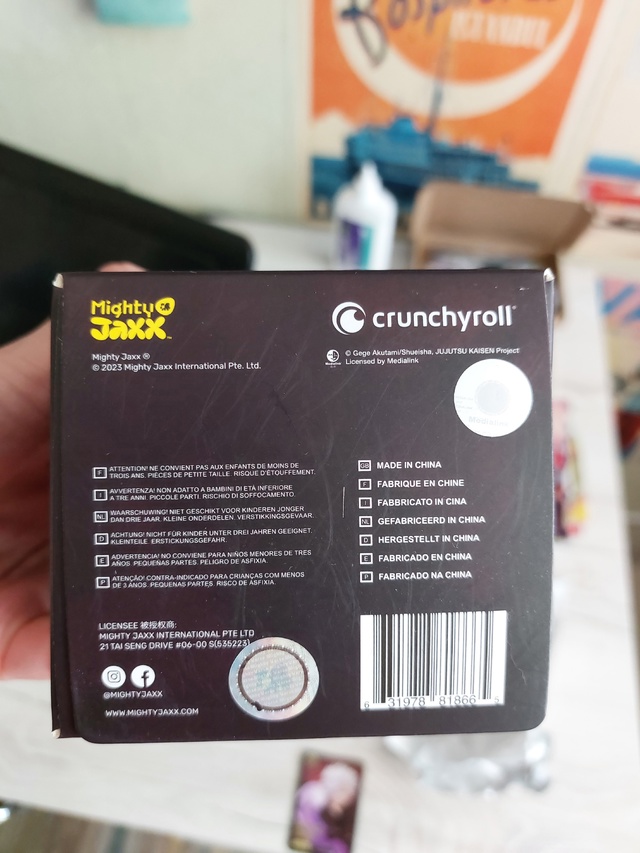 Mighty
JAXX™
Mighty Jaxx ®
© 2023 Mighty Jaxx International Pte. Ltd.
crunchyroll
© Gege Akutami/Shueisha, JUJUTSU KAISEN Project
Licensed by Medialink
F ATTENTION! NE CONVIENT PAS AUX ENFANTS DE MOINS DE
TROIS ANS. PIÈCES DE PETITE TAILLE. RISQUE D'ÉTOUFFEMENT.
I AVVERTENZA! NON ADATTO A BAMBINI DI ETÀ INFERIORE
A TRE ANNI. PICCOLE PARTI. RISCHIO DI SOFFOCAMENTO.
NL WAARSCHUWING! NIET GESCHIKT VOOR KINDEREN JONGER
DAN DRIE JAAR. KLEINE ONDERDELEN. VERSTIKKINGSGEVAAR.
D ACHTUNG! NICHT FÜR KINDER UNTER DREI JAHREN GEEIGNET.
KLEINTEILE. ERSTICKUNGSGEFAHR.
E ADVERTENCIA! NO CONVIENE PARA NIÑOS MENORES DE TRES
AÑOS. PEQUEÑAS PARTES. PELIGRO DE ASFIXIA.
P ATENÇÃO! CONTRA-INDICADO PARA CRIANÇAS COM MENOS
DE 3 ANOS. PEQUENAS PARTES. RISCO DE ASFIXIA.
GB MADE IN CHINA
F FABRIQUE EN CHINE
I FABBRICATO IN CINA
NL GEFABRICEERD IN CHINA
D HERGESTELLT IN CHINA
E FABRICADO EN CHINA
P FABRICADO NA CHINA
LICENSEE 被授权商:
MIGHTY JAXX INTERNATIONAL PTE LTD
21 TAI SENG DRIVE #06-00 S(535223)
@MIGHTYJAXX
WWW.MIGHTYJAXX.COM
6 31978 81866 5